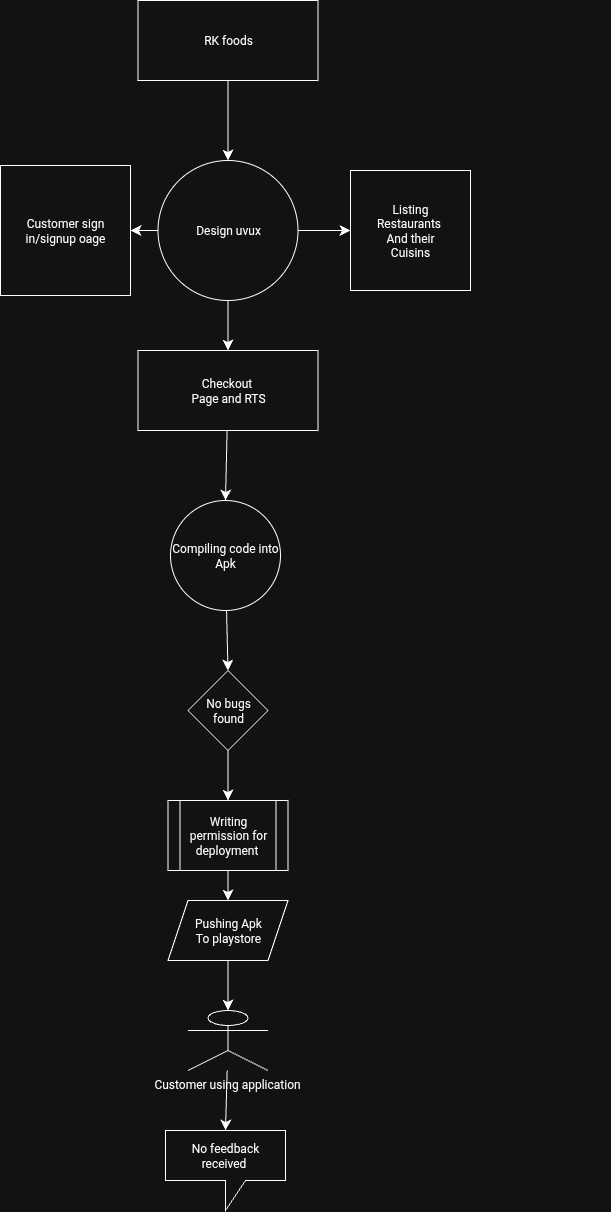 RK foods
Customer sign
in/signup oage
Design uvux
Listing
Restaurants
And their
Cuisins
Checkout
Page and RTS
Compiling code into
Apk
No bugs
found
Writing
permission for
deployment
Pushing Apk
To playstore
Customer using application
No feedback
received